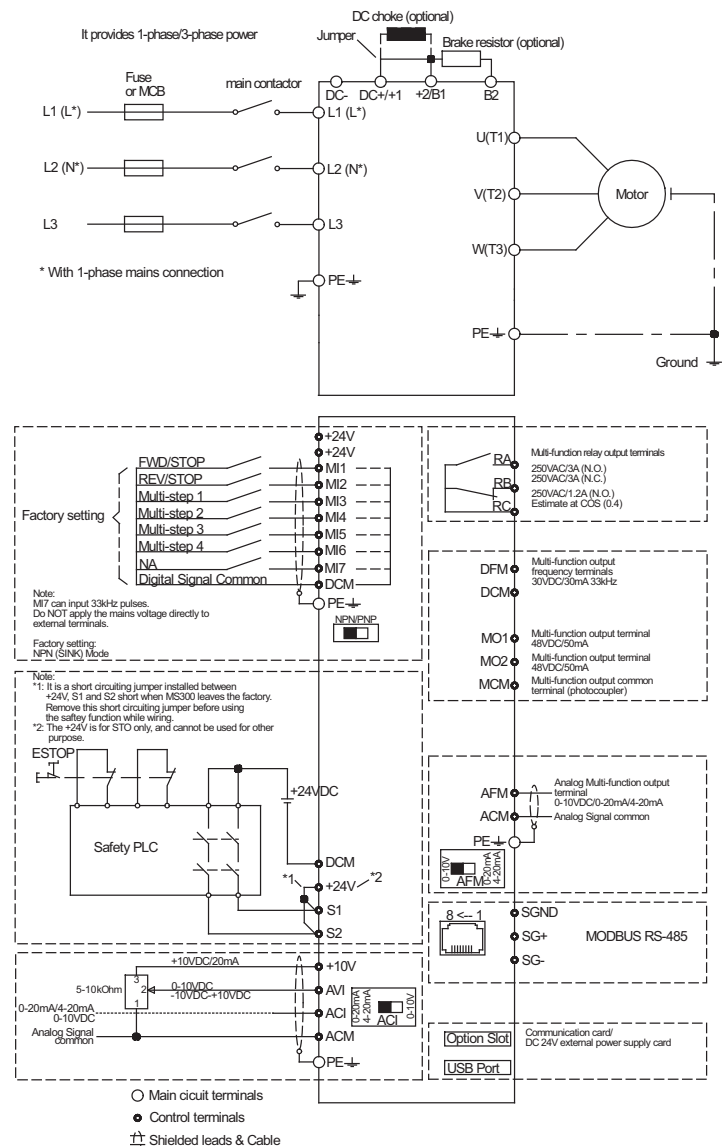 DC choke (optional)
It provides 1-phase/3-phase power
Jumper
Brake resistor (optional)
Fuse
or MCB
main contactor
DC- DC+/+1 +2/B1 B2
L1 (L*)
L1 (L*)
U(T1)
L2 (N*)
L2 (N*)
V(T2)
Motor
L3
L3
W(T3)
* With 1-phase mains connection
PE
PE
Ground
+24V
+24V
FWD/STOP
MI1
REV/STOP
MI2
Multi-step 1
MI3
Factory setting
Multi-step 2
MI4
Multi-step 3
MI5
Multi-step 4
MI6
NA
MI7
Digital Signal Common
DCM
PE
NPN/PNP
Note:
MI7 can input 33kHz pulses.
Do NOT apply the mains voltage directly to
external terminals.
Factory setting:
NPN (SINK) Mode
RA
RB
RC
Multi-function relay output terminals
250VAC/3A (N.O.)
250VAC/3A (N.C.)
250VAC/1.2A (N.O.)
Estimate at COS (0.4)
DFM
Multi-function output
frequency terminals
30VDC/30mA 33kHz
DCM
MO1
Multi-function output terminal
48VDC/50mA
MO2
Multi-function output terminal
48VDC/50mA
MCM
Multi-function output common
terminal (photocoupler)
Note:
*1: It is a short circuiting jumper installed between
+24V, S1 and S2 short when MS300 leaves the factory.
Remove this short circuiting jumper before using
the saftey function while wiring.
*2: The +24V is for STO only, and cannot be used for other
purpose.
ESTOP
+24VDC
Safety PLC
DCM
*1
+24V
*2
S1
S2
AFM
Analog Multi-function output
terminal
0-10VDC/0-20mA/4-20mA
ACM
Analog Signal common
PE
0-10V
0-20mA
4-20mA
AFM
8 <-- 1
SGND
SG+
SG-
MODBUS RS-485
+10VDC/20mA
+10V
5-10kOhm
3
2
1
0-10VDC
-10VDC-+10VDC
AVI
0-20mA/4-20mA
0-10VDC
ACI
Analog Signal
common
ACM
PE
0-20mA
4-20mA
0-10V
ACI
Option Slot
Communication card/
DC 24V external power supply card
USB Port
Main cicuit terminals
Control terminals
Shielded leads & Cable